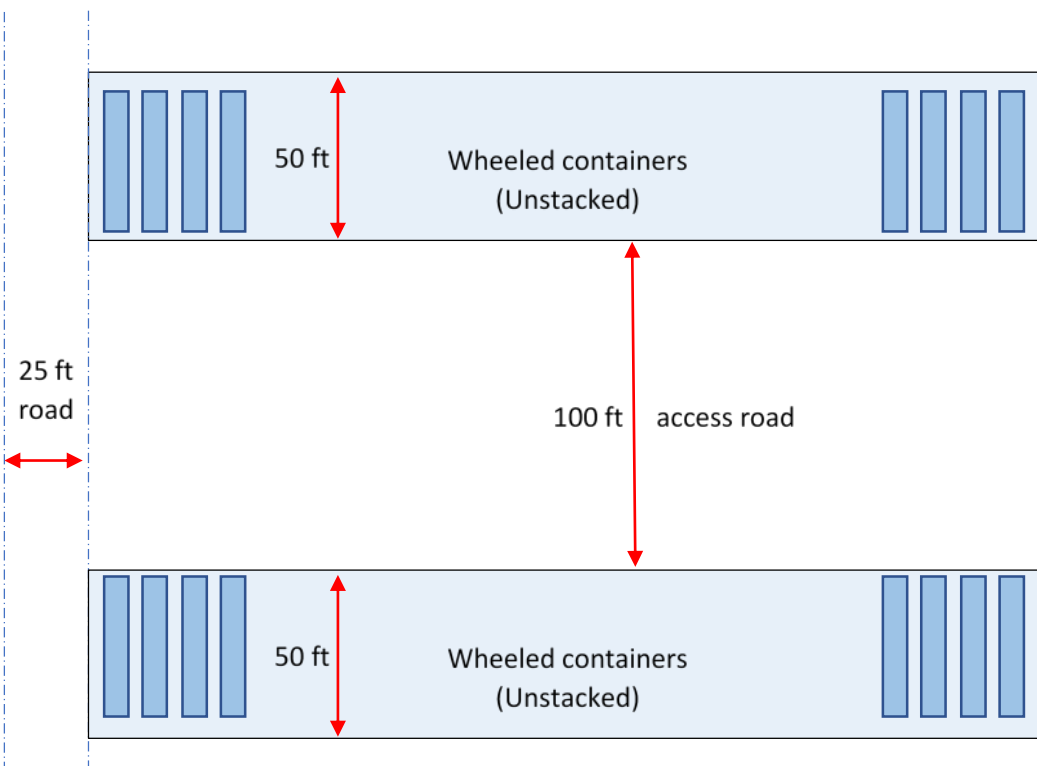 50 ft
Wheeled containers
(Unstacked)
25 ft
road
100 ft
access road
50 ft
Wheeled containers
(Unstacked)